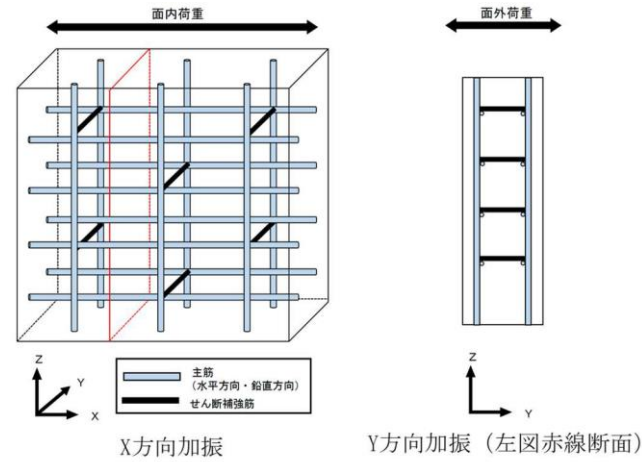 面内荷重
面外荷重
Z
Y
X
主筋
(水平方向・鉛直方向)
せん断補強筋
Z
Y
X方向加振
Y方向加振（左図赤線断面）